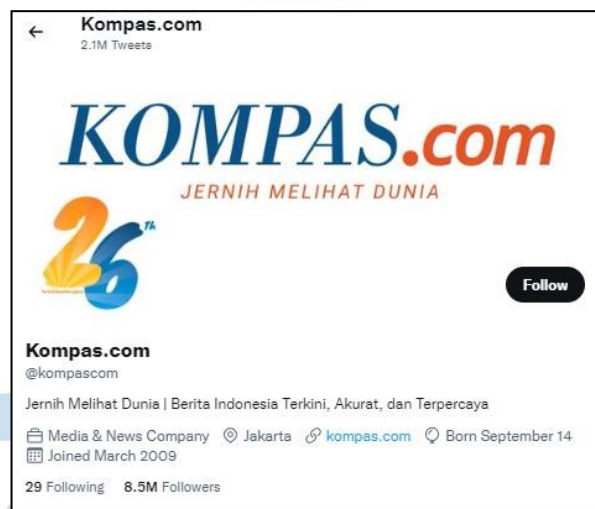 Kompas.com
2.1M Tweets
KOMPAS.com
JERNIH MELIHAT DUNIA
26 Th
Follow
Kompas.com
@kompascom
Jernih Melihat Dunia | Berita Indonesia Terkini, Akurat, dan Terpercaya
Media & News Company Jakarta kompas.com Born September 14
Joined March 2009
29 Following 8.5M Followers